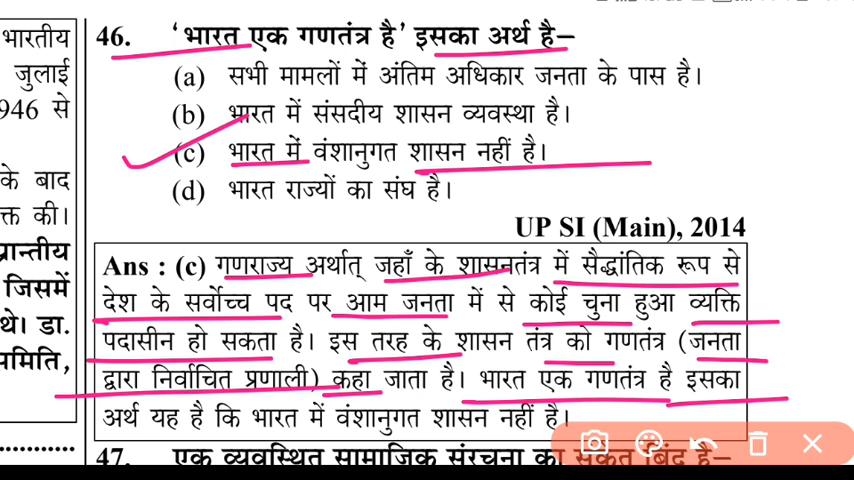 भारतीय
जुलाई
946 से
के बाद
क्त की।
प्रान्तीय
जिसमें
थे। डा.
समिति,
46. 'भारत एक गणतंत्र है' इसका अर्थ है–
(a) सभी मामलों में अंतिम अधिकार जनता के पास है।
(b) भारत में संसदीय शासन व्यवस्था है।
(c) भारत में वंशानुगत शासन नहीं है।
(d) भारत राज्यों का संघ है।
UP SI (Main), 2014
Ans : (c) गणराज्य अर्थात् जहाँ के शासनतंत्र में सैद्धांतिक रूप से
देश के सर्वोच्च पद पर आम जनता में से कोई चुना हुआ व्यक्ति
पदासीन हो सकता है। इस तरह के शासन तंत्र को गणतंत्र (जनता
द्वारा निर्वाचित प्रणाली) कहा जाता है। भारत एक गणतंत्र है इसका
अर्थ यह है कि भारत में वंशानुगत शासन नहीं है।
47. एक व्यवस्थित सामाजिक संरचना का संकेत बिंदु है–